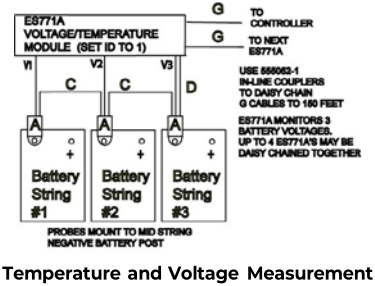 ES771A
VOLTAGE/TEMPERATURE
MODULE (SET ID TO 1)
G
TO
CONTROLLER
G
TO NEXT
ES771A
V1
V2
V3
C
C
D
USE 555052-1
IN-LINE COUPLERS
TO DAISY CHAIN
G CABLES TO 150 FEET
ES771A MONITORS 3
BATTERY VOLTAGES.
UP TO 4 ES771A'S MAY BE
DAISY CHAINED TOGETHER
A
A
A
+
+
+
Battery
String
#1
Battery
String
#2
Battery
String
#3
PROBES MOUNT TO MID STRING
NEGATIVE BATTERY POST
Temperature and Voltage Measurement